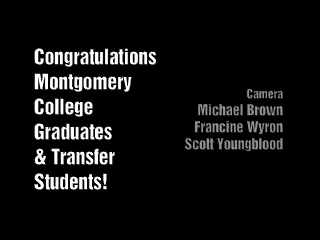 Congratulations
Montgomery
College
Graduates
& Transfer
Students!
Camera
Michael Brown
Francine Wyron
Scott Youngblood